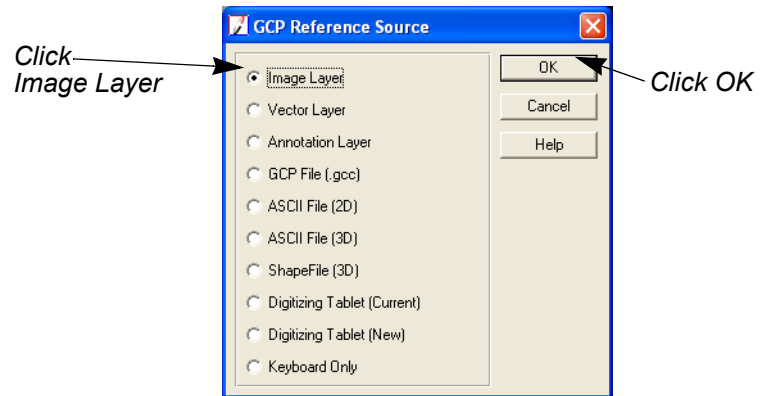 GCP Reference Source
Click
Image Layer
Image Layer
Vector Layer
Annotation Layer
GCP File (.gcc)
ASCII File (2D)
ASCII File (3D)
ShapeFile (3D)
Digitizing Tablet (Current)
Digitizing Tablet (New)
Keyboard Only
OK
Cancel
Help
Click OK